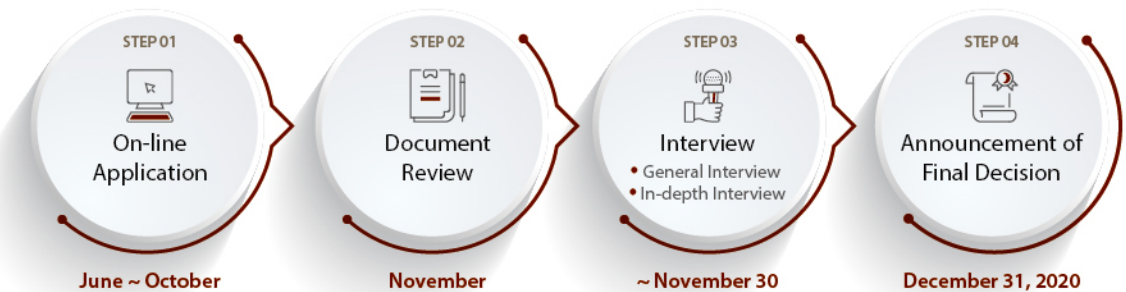 STEP 01
On-line
Application
June ~ October
STEP 02
Document
Review
November
STEP 03
Interview
• General Interview
• In-depth Interview
~ November 30
STEP 04
Announcement of
Final Decision
December 31, 2020